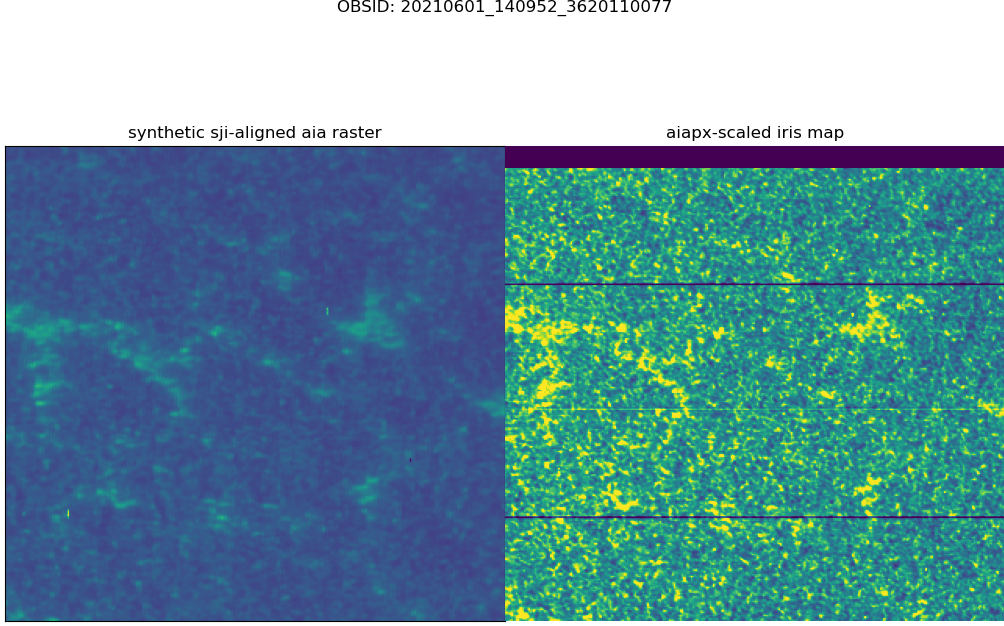 OBSID: 20210601_140952_3620110077
synthetic sji-aligned aia raster
aiapx-scaled iris map